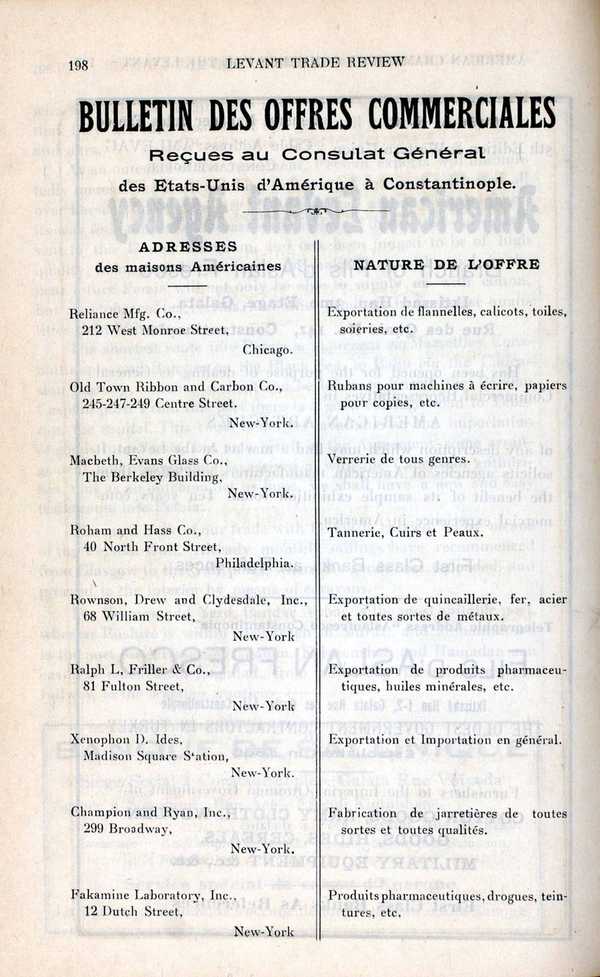 198 LEVANT TRADE REVIEW
BULLETIN DES OFFRES COMMERCIALES
Reçues au Consulat Général
des Etats-Unis d'Amérique à Constantinople.
ADRESSES
des maisons Américaines
NATURE DE L'OFFRE
Reliance Mfg. Co.,
212 West Monroe Street,
Chicago.
Exportation de flannelles, calicots, toiles,
soieries, etc.
Old Town Ribbon and Carbon Co.,
245-247-249 Centre Street.
New-York.
Rubans pour machines à écrire, papiers
pour copies, etc.
Macbeth, Evans Glass Co.,
The Berkeley Building,
New-York.
Verrerie de tous genres.
Roham and Hass Co.,
40 North Front Street,
Philadelphia.
Tannerie, Cuirs et Peaux.
Rownson, Drew and Clydesdale, Inc.,
68 William Street,
New-York
Exportation de quincaillerie, fer, acier
et toutes sortes de métaux.
Ralph L, Friller & Co.,
81 Fulton Street,
New-York
Exportation de produits pharmaceu-
tiques, huiles minérales, etc.
Xenophon D. Ides,
Madison Square Station,
New-York.
Exportation et Importation en général.
Champion and Ryan, Inc.,
299 Broadway,
New-York.
Fabrication de jarretières de toutes
sortes et toutes qualités.
Fakamine Laboratory, Inc.,
12 Dutch Street,
New-York
Produits pharmaceutiques, drogues, tein-
tures, etc.